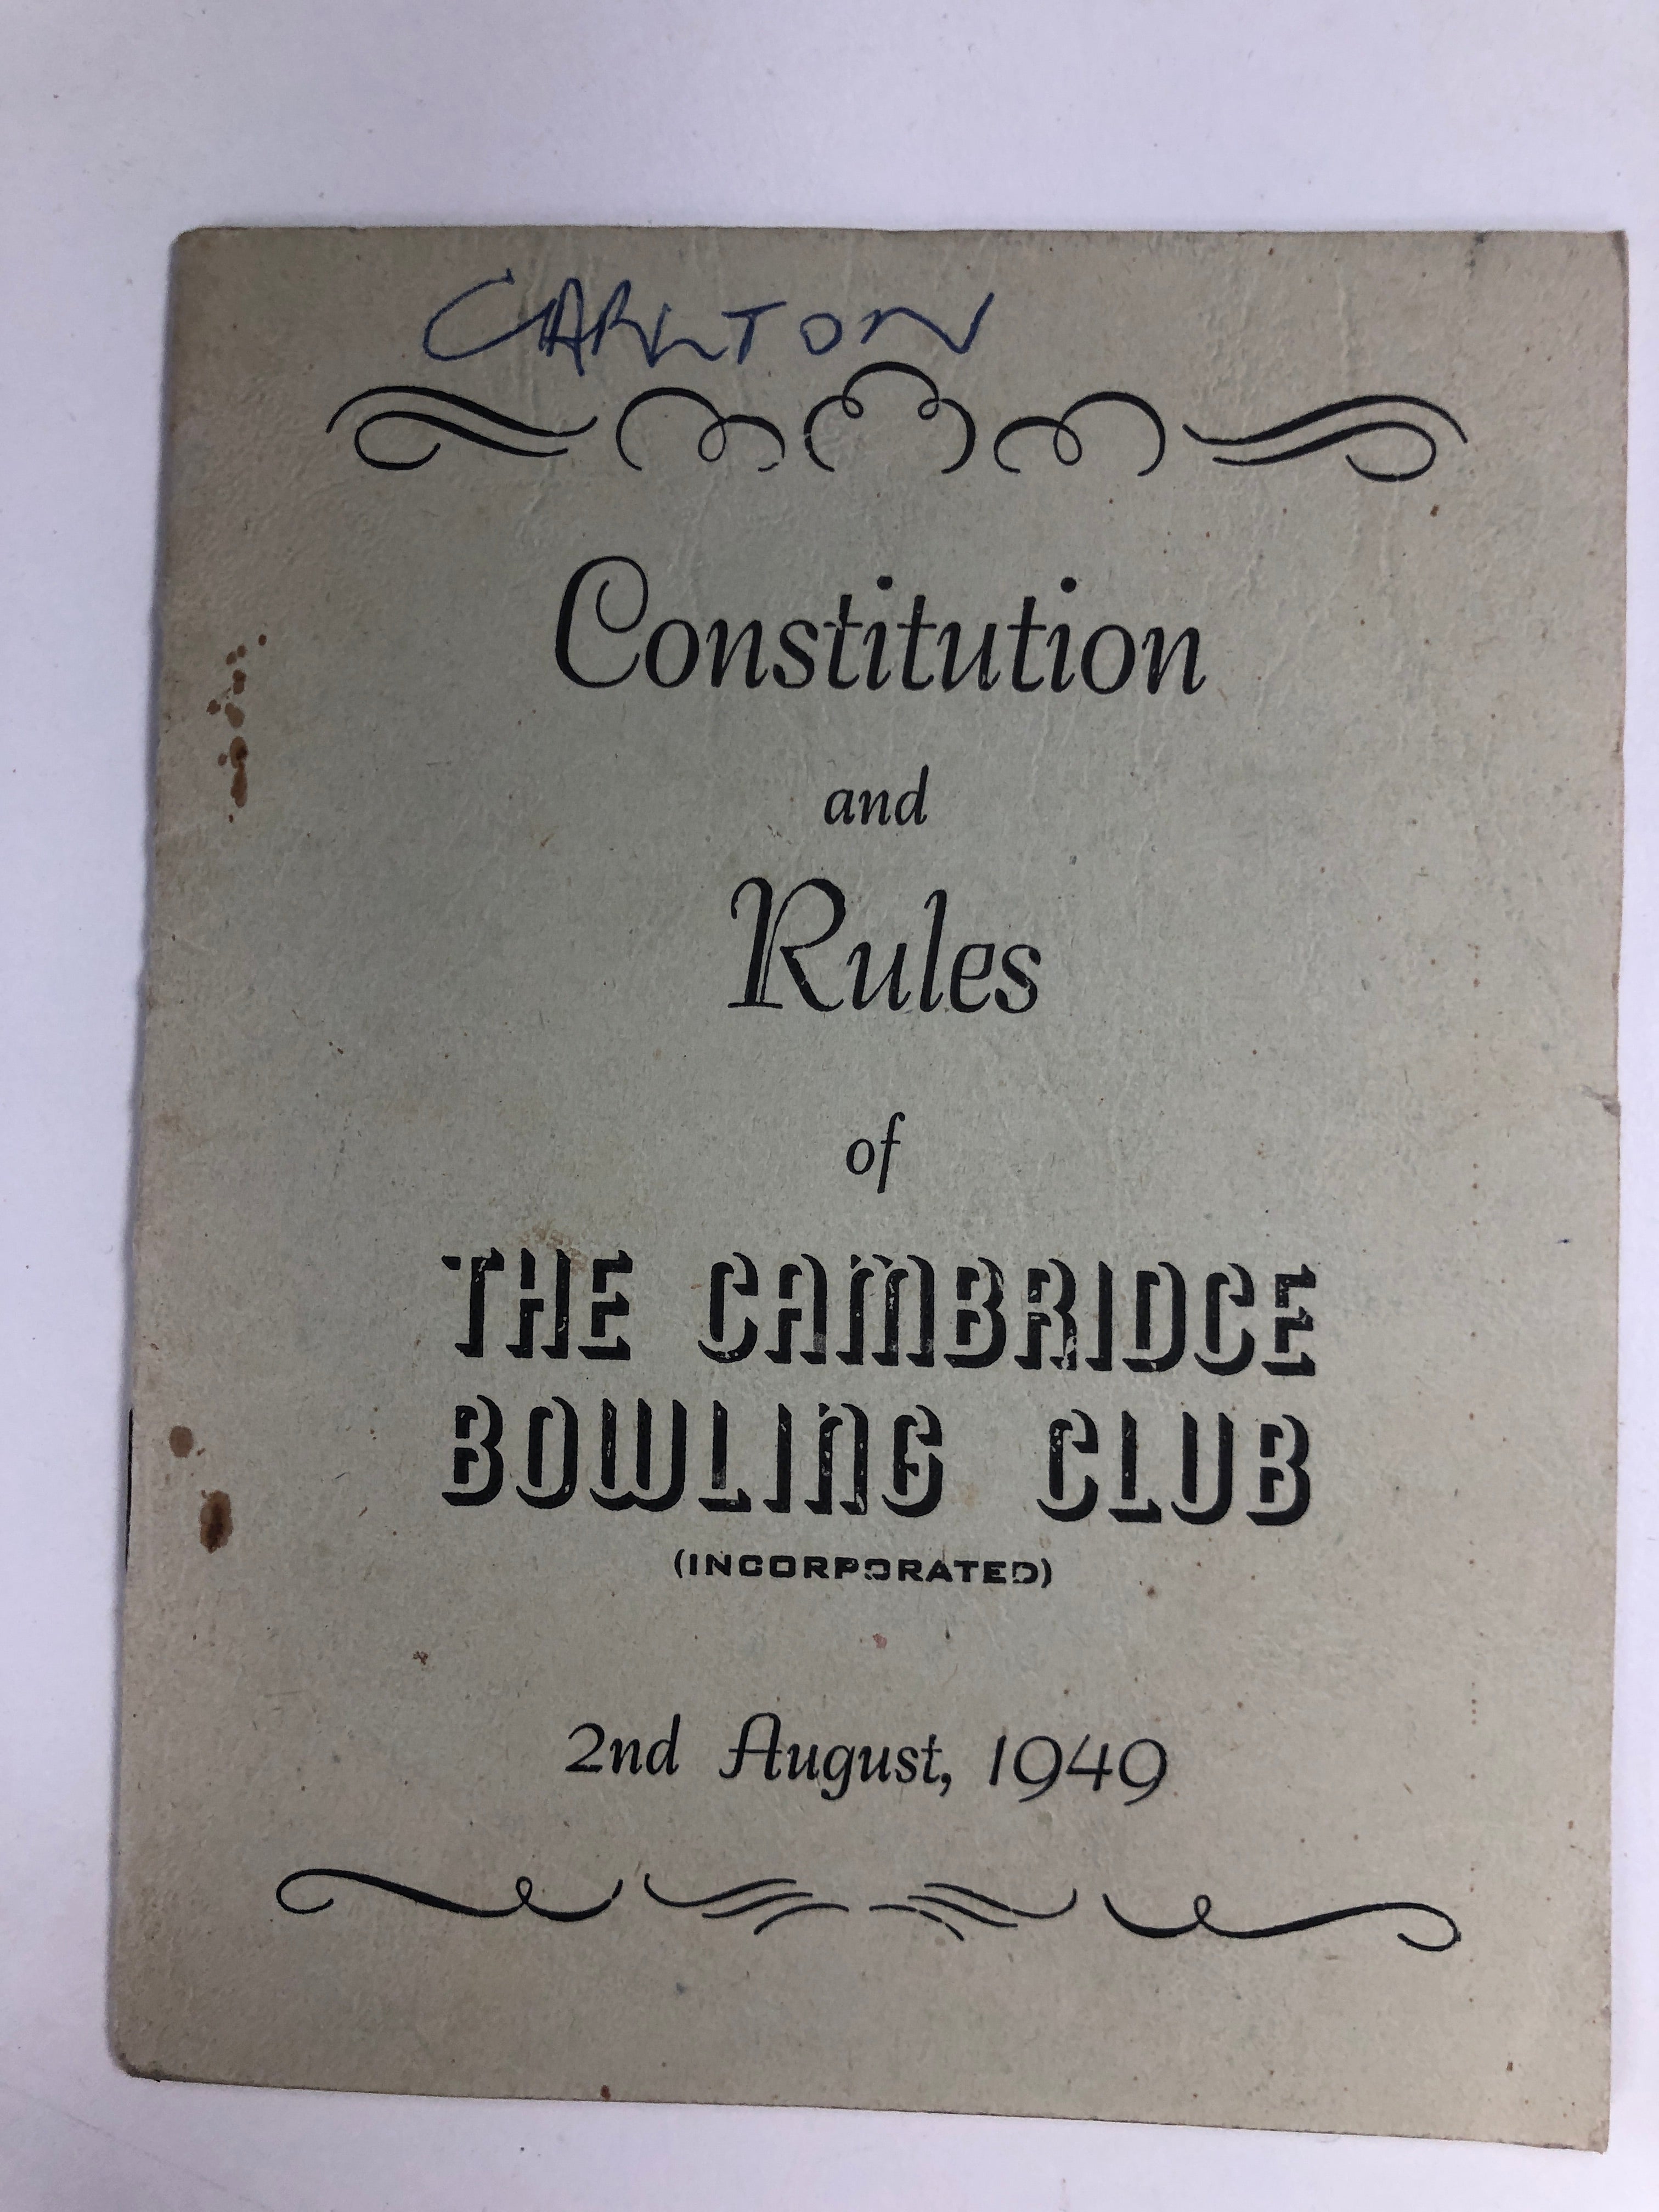 CARLTON
Constitution
and
Rules
of
THE CAMBRIDGE
BOWLING CLUB
(INCORPORATED)
2nd August, 1949